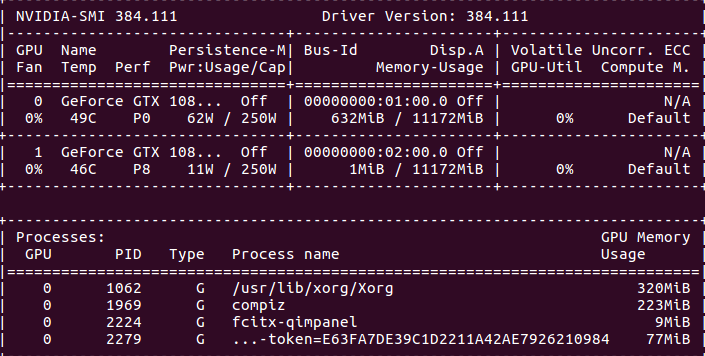 | NVIDIA-SMI 384.111                Driver Version: 384.111                   |
|-------------------------------+----------------------+----------------------+
| GPU  Name        Persistence-M| Bus-Id        Disp.A | Volatile Uncorr. ECC |
| Fan  Temp  Perf  Pwr:Usage/Cap|         Memory-Usage | GPU-Util  Compute M. |
|===============================+======================+======================|
|   0  GeForce GTX 108...  Off  | 00000000:01:00.0 Off |                  N/A |
|  0%   49C    P0    62W / 250W |    632MiB / 11172MiB |      0%      Default |
+-------------------------------+----------------------+----------------------+
|   1  GeForce GTX 108...  Off  | 00000000:02:00.0 Off |                  N/A |
|  0%   46C    P8    11W / 250W |      1MiB / 11172MiB |      0%      Default |
+-------------------------------+----------------------+----------------------+
+-----------------------------------------------------------------------------+
| Processes:                                                       GPU Memory |
|  GPU       PID   Type   Process name                             Usage      |
|=============================================================================|
|    0      1062      G   /usr/lib/xorg/Xorg                           320MiB |
|    0      1969      G   compiz                                       223MiB |
|    0      2224      G   fcitx-qimpanel                                 9MiB |
|    0      2279      G   ...-token=E63FA7DE39C1D2211A42AE7926210984    77MiB |